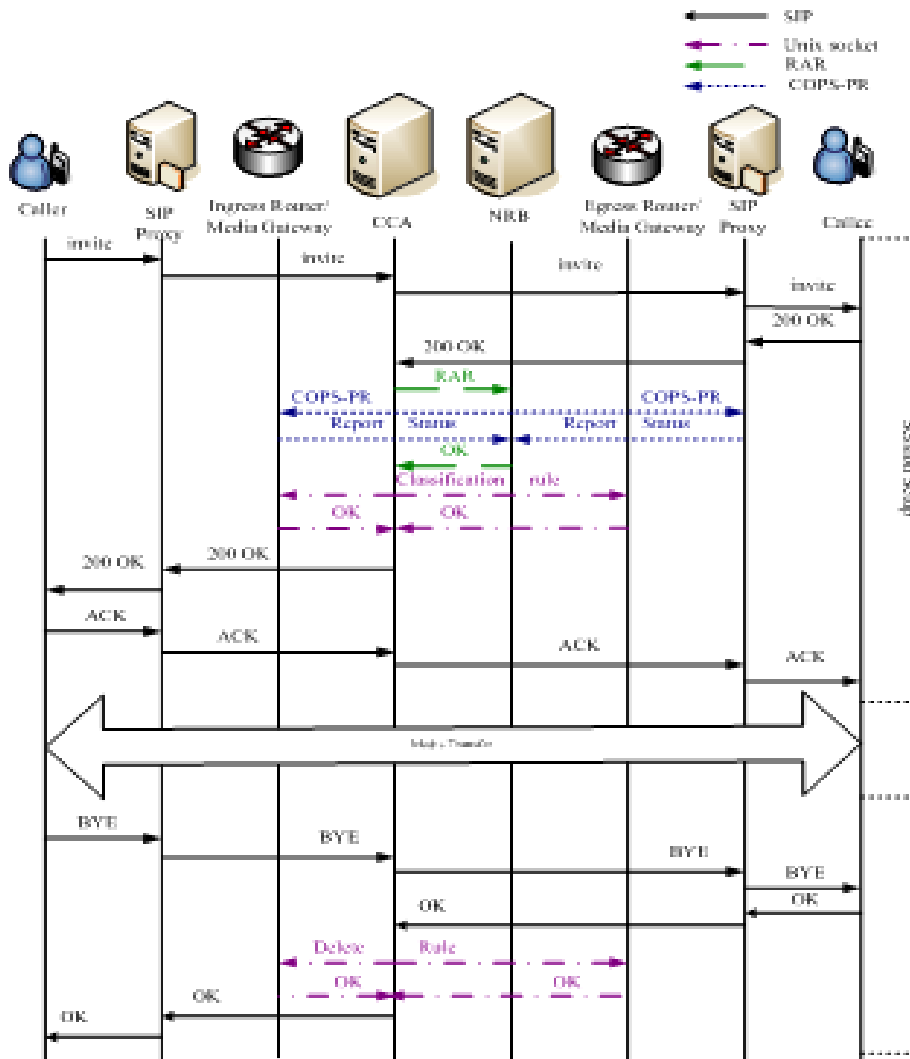 SIP
Unix socket
RAR
COPS-PR
Caller
SIP
Proxy
Ingress Router/
Media Gateway
CCA
NRB
Egress Router/
Media Gateway
SIP
Proxy
Callee
invite
invite
invite
invite
200 OK
200 OK
RAR
COPS-PR
COPS-PR
Report Status
Report Status
OK
Classification rule
OK
OK
200 OK
200 OK
ACK
ACK
ACK
ACK
Transfer
BYE
BYE
BYE
BYE
OK
OK
Delete Rule
OK
OK
OK
OK